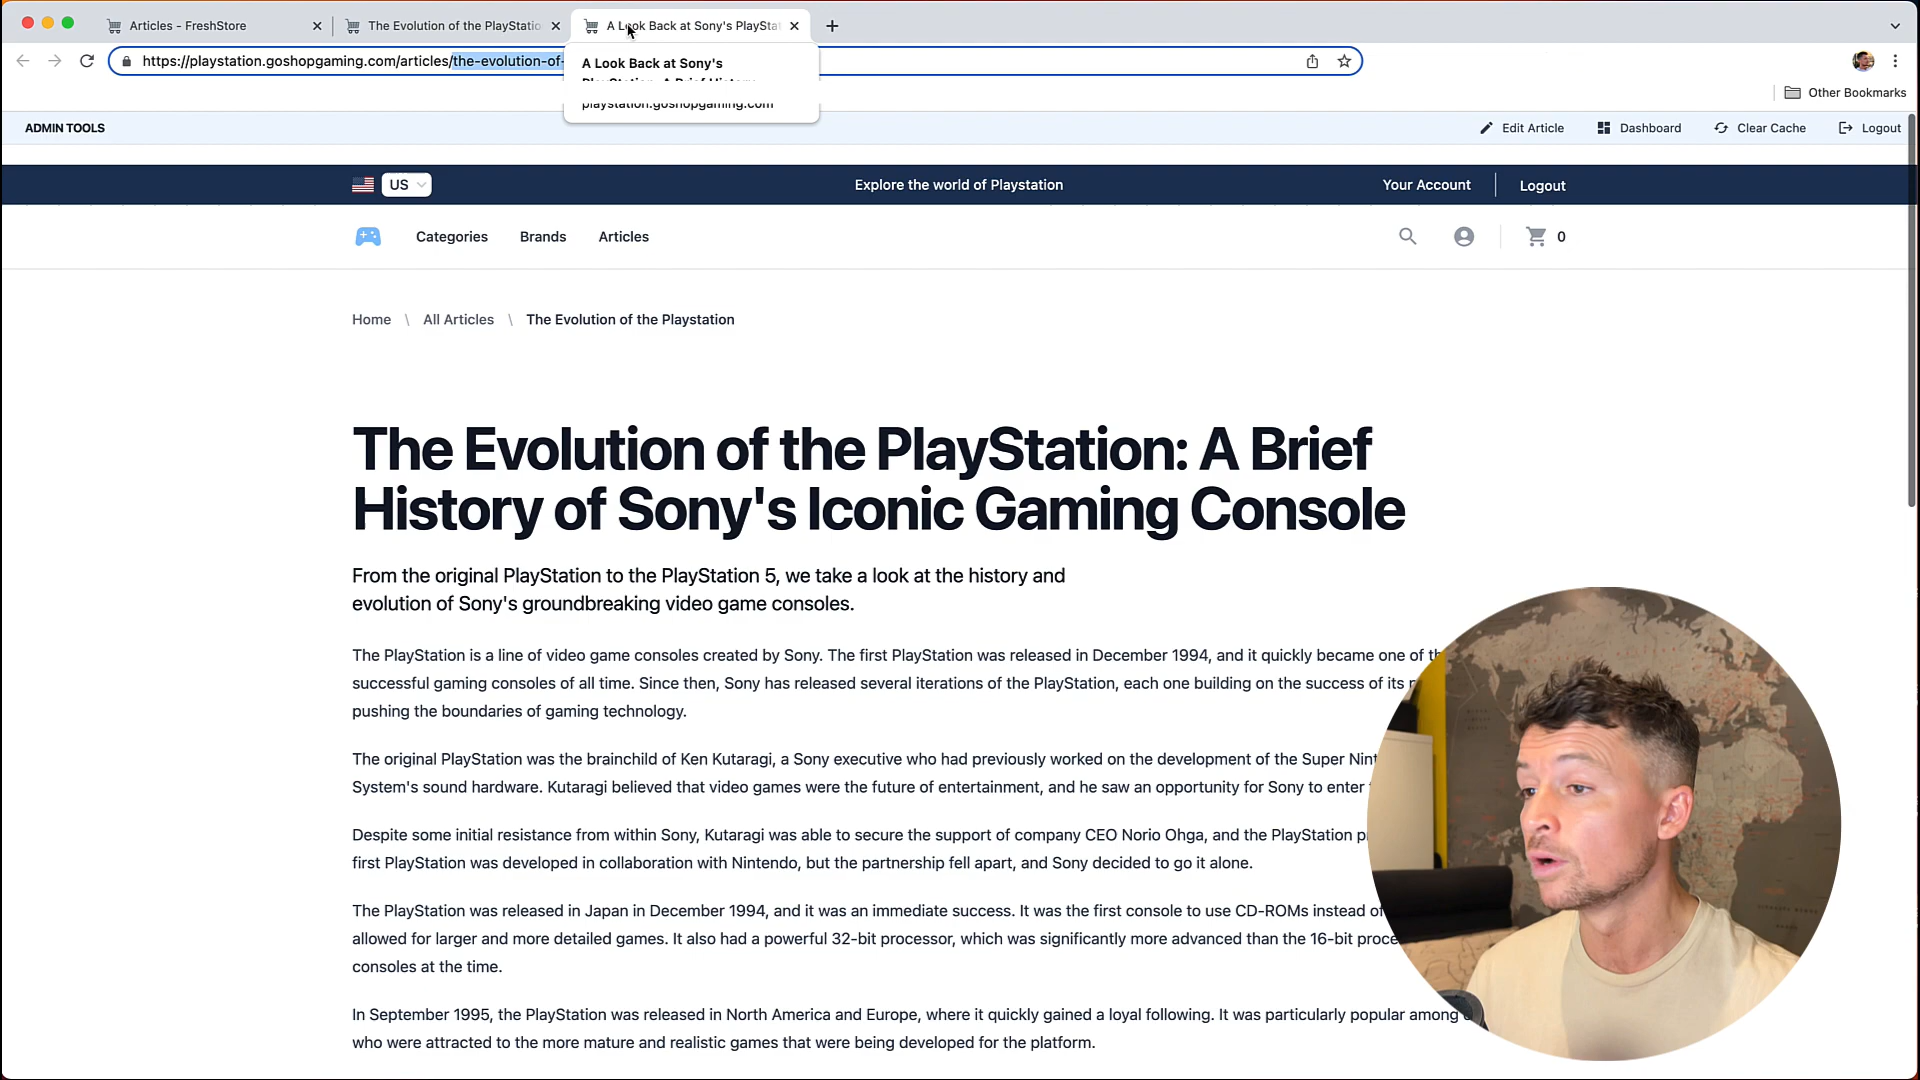 Articles - FreshStore
The Evolution of the PlayStatio
A Look Back at Sony's PlayStat
https://playstation.goshopgaming.com/articles/the-evolution-of-
A Look Back at Sony's
PlayStation: A Brief History
playstation.goshopgaming.com
Other Bookmarks
ADMIN TOOLS
Edit Article
Dashboard
Clear Cache
Logout
US
Explore the world of Playstation
Your Account
Logout
Categories
Brands
Articles
0
Home \ All Articles \ The Evolution of the Playstation
The Evolution of the PlayStation: A Brief
History of Sony's Iconic Gaming Console
From the original PlayStation to the PlayStation 5, we take a look at the history and
evolution of Sony's groundbreaking video game consoles.
The PlayStation is a line of video game consoles created by Sony. The first PlayStation was released in December 1994, and it quickly became one of th
successful gaming consoles of all time. Since then, Sony has released several iterations of the PlayStation, each one building on the success of its
pushing the boundaries of gaming technology.
The original PlayStation was the brainchild of Ken Kutaragi, a Sony executive who had previously worked on the development of the Super Nint
System's sound hardware. Kutaragi believed that video games were the future of entertainment, and he saw an opportunity for Sony to enter
Despite some initial resistance from within Sony, Kutaragi was able to secure the support of company CEO Norio Ohga, and the PlayStation p
first PlayStation was developed in collaboration with Nintendo, but the partnership fell apart, and Sony decided to go it alone.
The PlayStation was released in Japan in December 1994, and it was an immediate success. It was the first console to use CD-ROMs instead of
allowed for larger and more detailed games. It also had a powerful 32-bit processor, which was significantly more advanced than the 16-bit proce
consoles at the time.
In September 1995, the PlayStation was released in North America and Europe, where it quickly gained a loyal following. It was particularly popular among
who were attracted to the more mature and realistic games that were being developed for the platform.